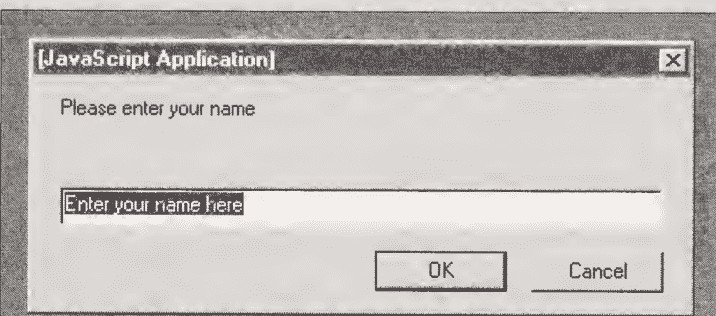 [JavaScript Application]
Please enter your name
Enter your name here
OK
Cancel